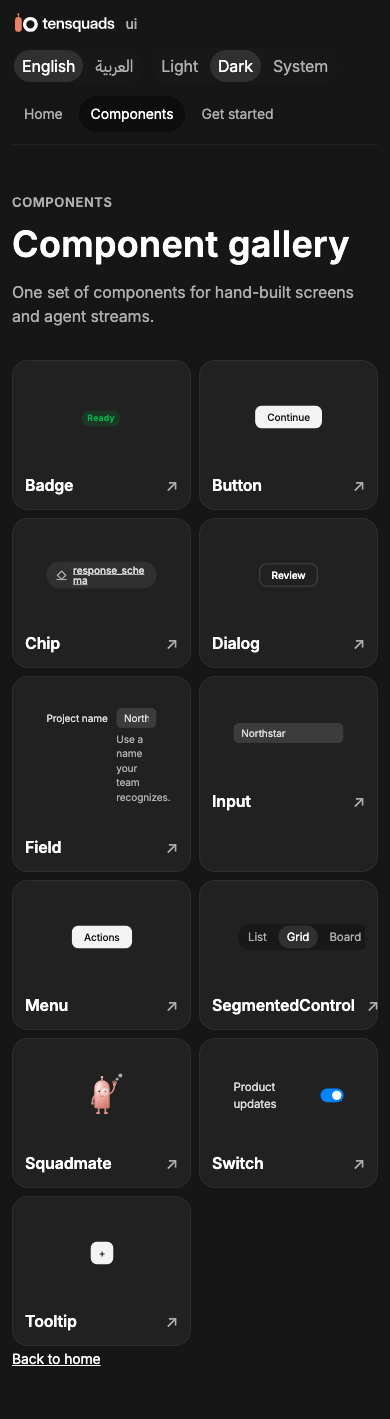 tensquads ui
English العربية Light Dark System
Home Components Get started
COMPONENTS
Component gallery
One set of components for hand-built screens
and agent streams.
Ready
Badge
Continue
Button
response_sche
ma
Chip
Review
Dialog
Project name North
Use a
name
your
team
recognizes.
Field
Northstar
Input
Actions
Menu
List Grid Board
SegmentedControl
Squadmate
Product
updates
Switch
+
Tooltip
Back to home